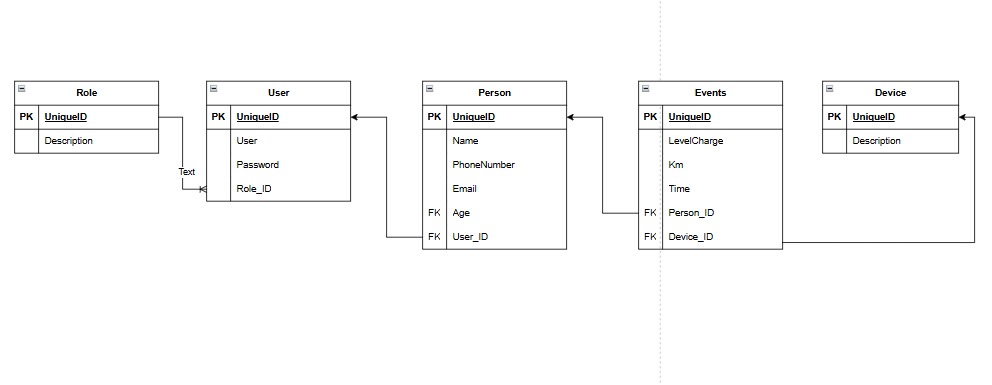 Role
PK UniqueID
Description
Text
User
PK UniqueID
User
Password
Role_ID
Person
PK UniqueID
Name
PhoneNumber
Email
FK Age
FK User_ID
Events
PK UniqueID
LevelCharge
Km
Time
FK Person_ID
FK Device_ID
Device
PK UniqueID
Description